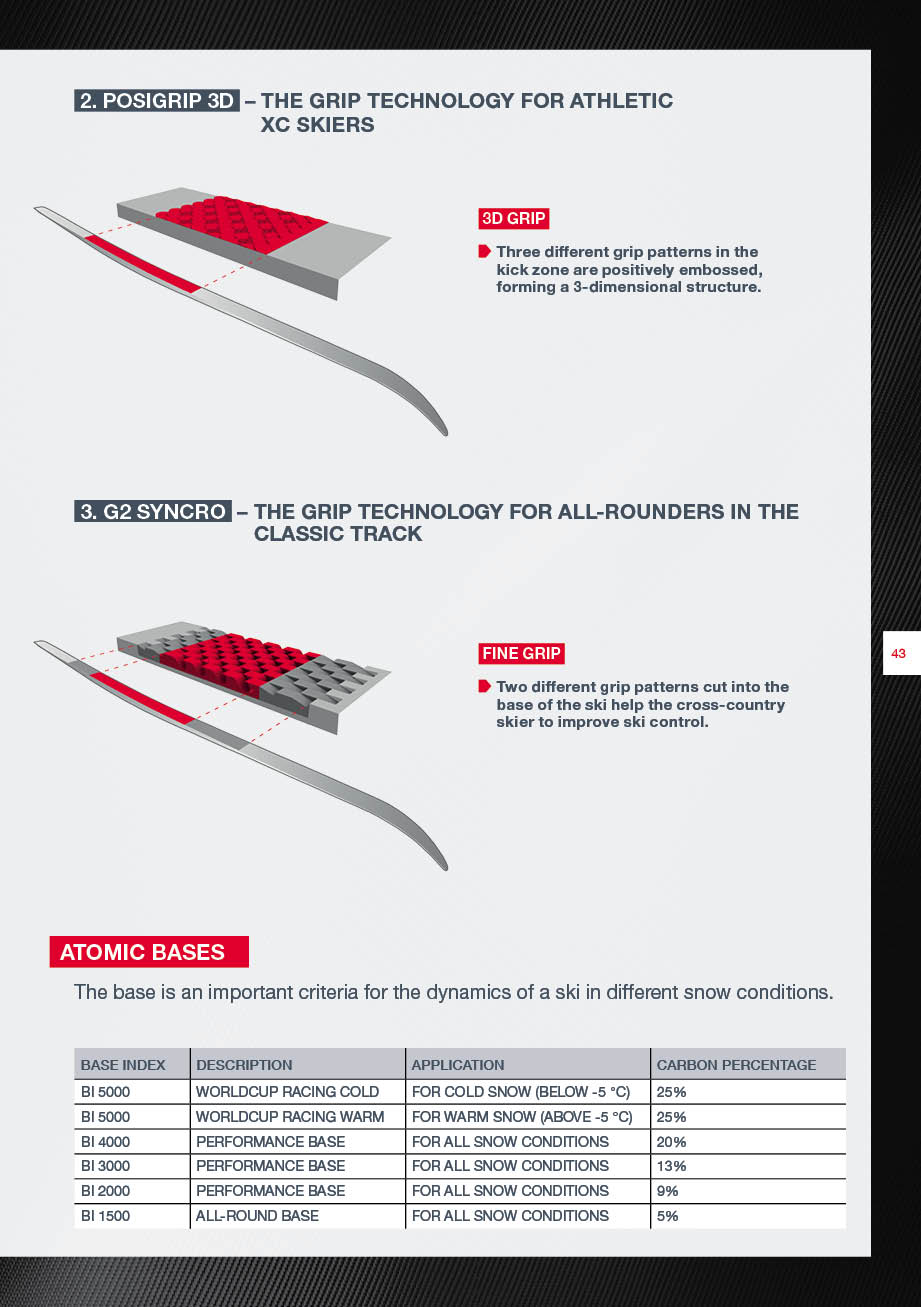 2. POSIGRIP 3D – THE GRIP TECHNOLOGY FOR ATHLETIC
XC SKIERS
3D GRIP
Three different grip patterns in the
kick zone are positively embossed,
forming a 3-dimensional structure.
3. G2 SYNCRO – THE GRIP TECHNOLOGY FOR ALL-ROUNDERS IN THE
CLASSIC TRACK
43
FINE GRIP
Two different grip patterns cut into the
base of the ski help the cross-country
skier to improve ski control.
ATOMIC BASES
The base is an important criteria for the dynamics of a ski in different snow conditions.
BASE INDEX DESCRIPTION APPLICATION CARBON PERCENTAGE
BI 5000 WORLDCUP RACING COLD FOR COLD SNOW (BELOW -5 °C) 25%
BI 5000 WORLDCUP RACING WARM FOR WARM SNOW (ABOVE -5 °C) 25%
BI 4000 PERFORMANCE BASE FOR ALL SNOW CONDITIONS 20%
BI 3000 PERFORMANCE BASE FOR ALL SNOW CONDITIONS 13%
BI 2000 PERFORMANCE BASE FOR ALL SNOW CONDITIONS 9%
BI 1500 ALL-ROUND BASE FOR ALL SNOW CONDITIONS 5%